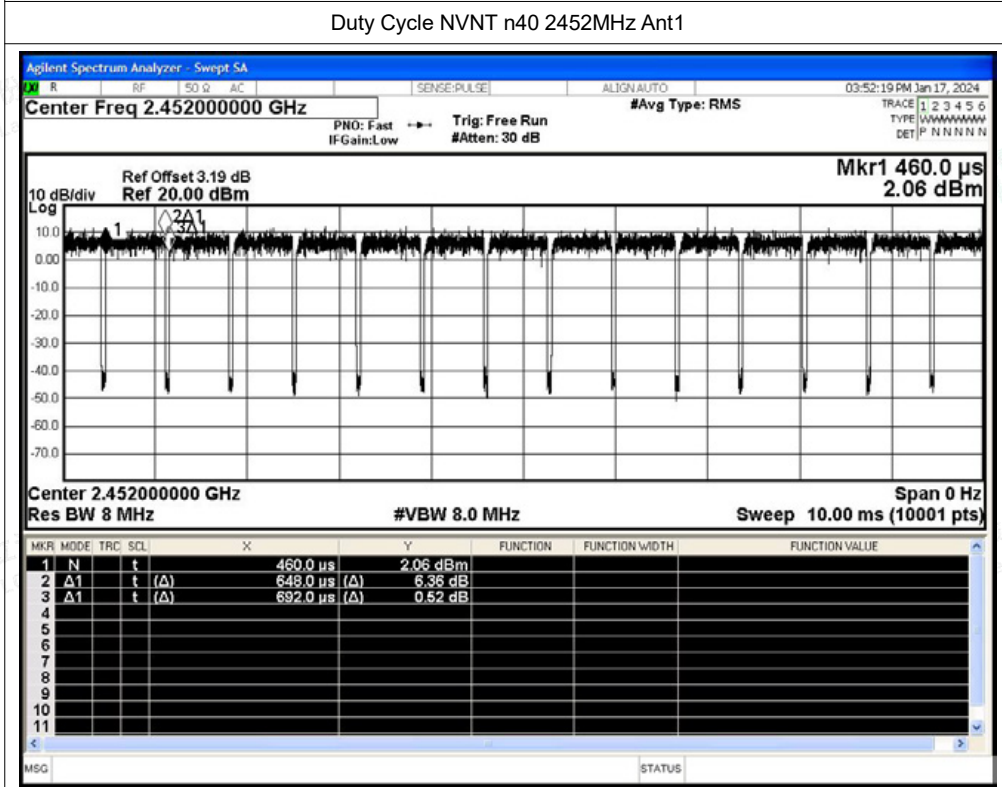 Duty Cycle NVNT n40 2452MHz Ant1
Agilent Spectrum Analyzer - Swept SA
R RF 50 Ω AC SENSE:PULSE ALIGN AUTO 03:52:19 PM Jan 17, 2024
Center Freq 2.452000000 GHz #Avg Type: RMS TRACE 1 2 3 4 5 6
PNO: Fast Trig: Free Run TYPE
IFGain:Low #Atten: 30 dB DET P N N N N N
Mkr1 460.0 µs
Ref Offset 3.19 dB
10 dB/div Ref 20.00 dBm 2.06 dBm
Log
2Δ1
1 3Δ1
10.0
0.00
-10.0
-20.0
-30.0
-40.0
-50.0
-60.0
-70.0
Center 2.452000000 GHz Span 0 Hz
Res BW 8 MHz #VBW 8.0 MHz Sweep 10.00 ms (10001 pts)
MKR MODE TRC SCL X Y FUNCTION FUNCTION WIDTH FUNCTION VALUE
1 N t 460.0 µs 2.06 dBm
2 Δ1 t (Δ) 648.0 µs (Δ) 6.36 dB
3 Δ1 t (Δ) 692.0 µs (Δ) 0.52 dB
4
5
6
7
8
9
10
11
MSG STATUS